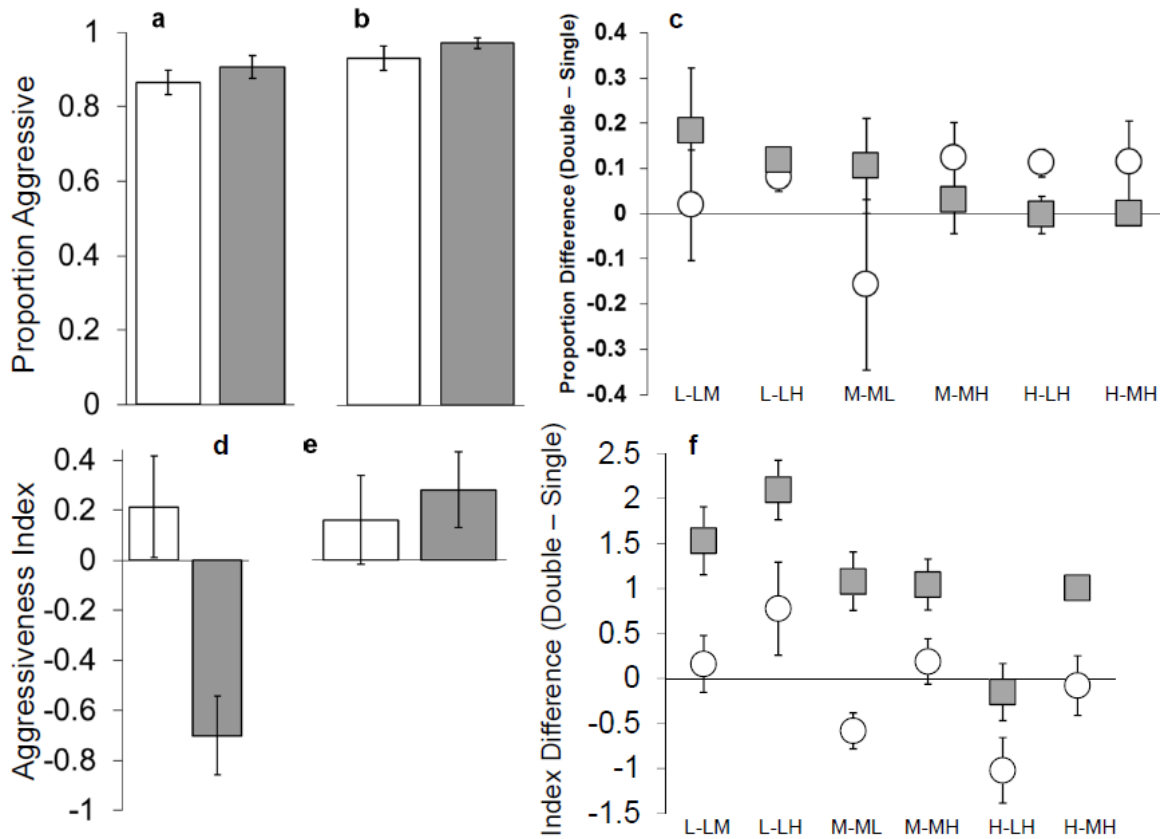 a
b
Proportion Aggressive
1
0.8
0.6
0.4
0.2
0
c
Proportion Difference (Double – Single)
0.4
0.3
0.2
0.1
0
-0.1
-0.2
-0.3
-0.4
L-LM L-LH M-ML M-MH H-LH H-MH
d
e
Aggressiveness Index
0.4
0.2
0
-0.2
-0.4
-0.6
-0.8
-1
f
Index Difference (Double – Single)
2.5
2
1.5
1
0.5
0
-0.5
-1
-1.5
L-LM L-LH M-ML M-MH H-LH H-MH